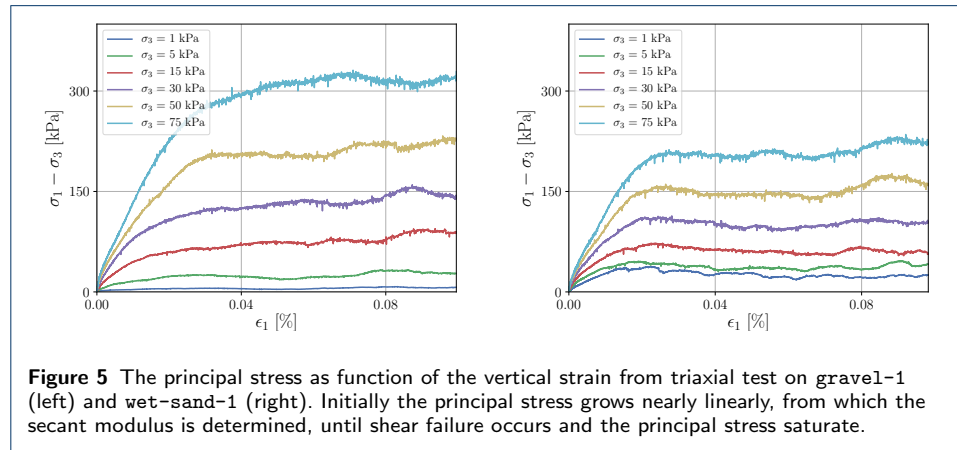 σ₁ − σ₃ [kPa]
300
150
0
σ₃ = 1 kPa
σ₃ = 5 kPa
σ₃ = 15 kPa
σ₃ = 30 kPa
σ₃ = 50 kPa
σ₃ = 75 kPa
0.00 0.04 0.08
ϵ₁ [%]
σ₁ − σ₃ [kPa]
300
150
0
σ₃ = 1 kPa
σ₃ = 5 kPa
σ₃ = 15 kPa
σ₃ = 30 kPa
σ₃ = 50 kPa
σ₃ = 75 kPa
0.00 0.04 0.08
ϵ₁ [%]
Figure 5 The principal stress as function of the vertical strain from triaxial test on gravel-1
(left) and wet-sand-1 (right). Initially the principal stress grows nearly linearly, from which the
secant modulus is determined, until shear failure occurs and the principal stress saturate.